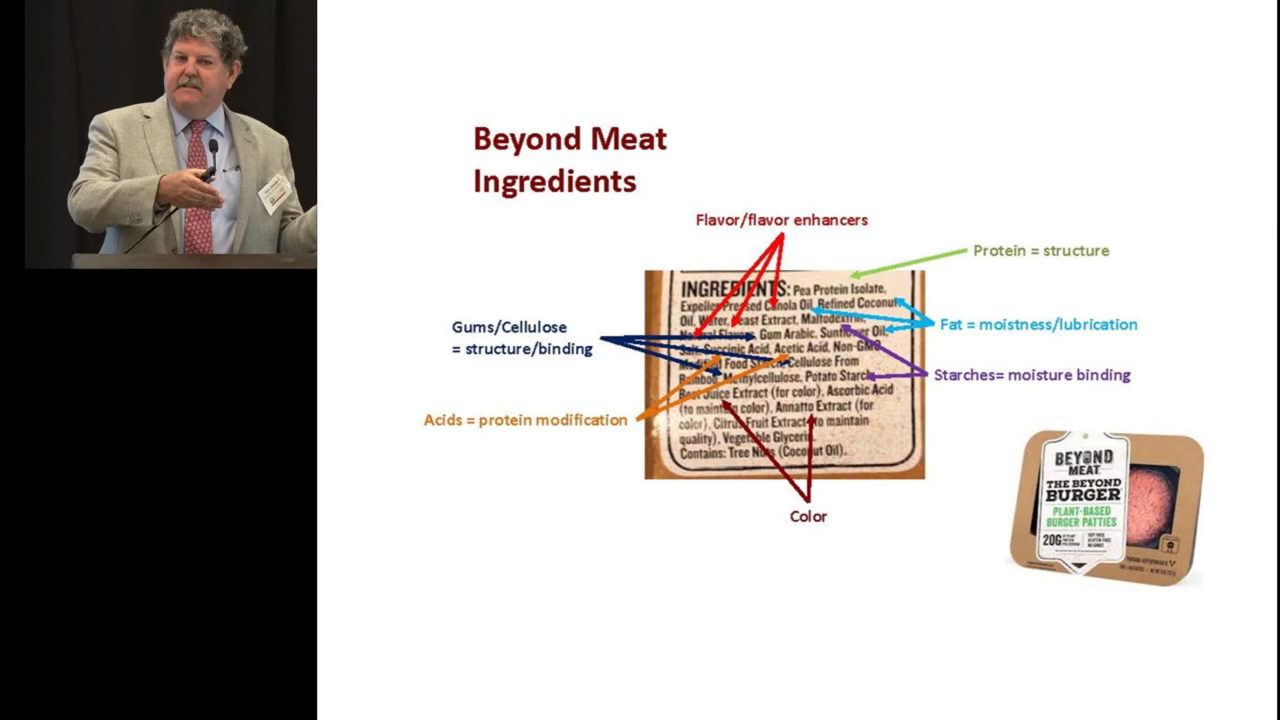 Beyond Meat
Ingredients
Flavor/flavor enhancers
Protein = structure
Gums/Cellulose
= structure/binding
Fat = moistness/lubrication
Starches= moisture binding
Acids = protein modification
Color
INGREDIENTS: Pea Protein Isolate,
Expeller-Pressed Canola Oil, Refined Coconut
Oil, Water, Yeast Extract, Maltodextrin,
Natural Flavors, Gum Arabic, Sunflower Oil,
Salt, Succinic Acid, Acetic Acid, Non-GMO
Modified Food Starch, Cellulose From
Bamboo, Methylcellulose, Potato Starch,
Beet Juice Extract (for color), Ascorbic Acid
(to maintain color), Annatto Extract (for
color), Citrus Fruit Extract (to maintain
quality), Vegetable Glycerin.
Contains: Tree Nuts (Coconut Oil).
BEYOND
MEAT
THE BEYOND
BURGER
PLANT-BASED
BURGER PATTIES
20G